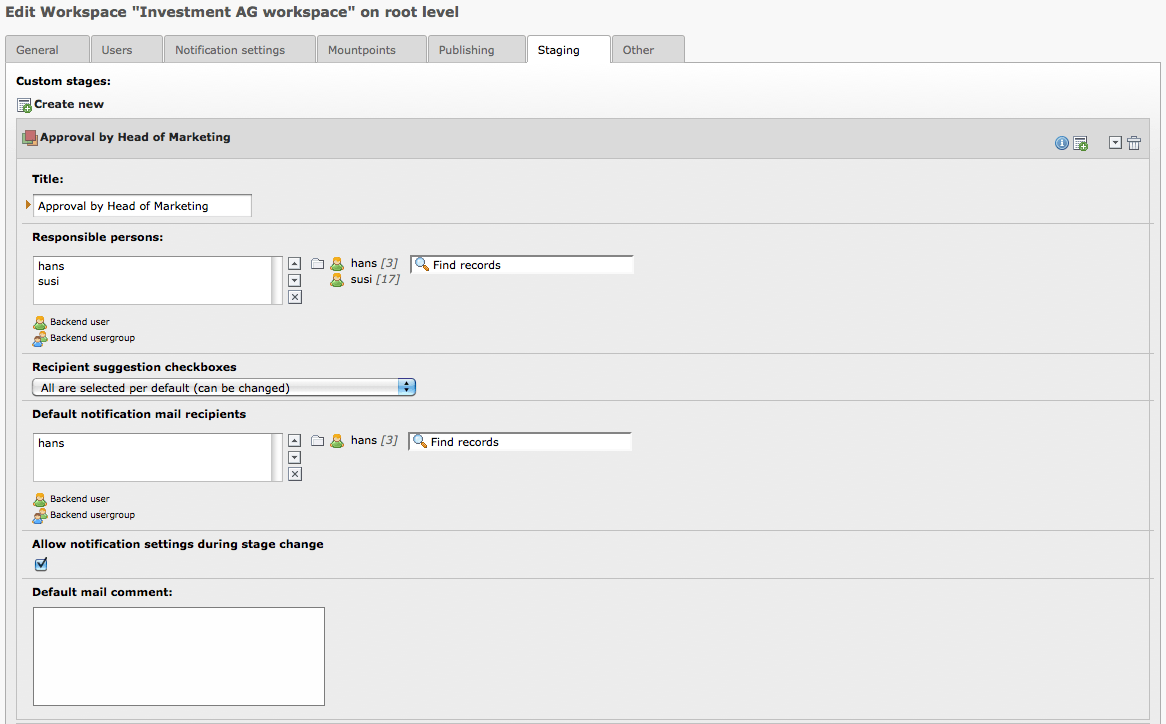 Edit Workspace "Investment AG workspace" on root level
General Users Notification settings Mountpoints Publishing Staging Other
Custom stages:
Create new
Approval by Head of Marketing
Title:
Approval by Head of Marketing
Responsible persons:
hans
susi
hans [3]
susi [17]
Find records
Backend user
Backend usergroup
Recipient suggestion checkboxes
All are selected per default (can be changed)
Default notification mail recipients
hans
hans [3]
Find records
Backend user
Backend usergroup
Allow notification settings during stage change
Default mail comment: